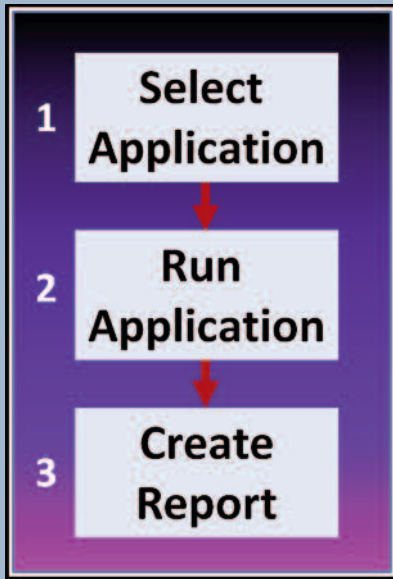 1
Select
Application
2
Run
Application
3
Create
Report